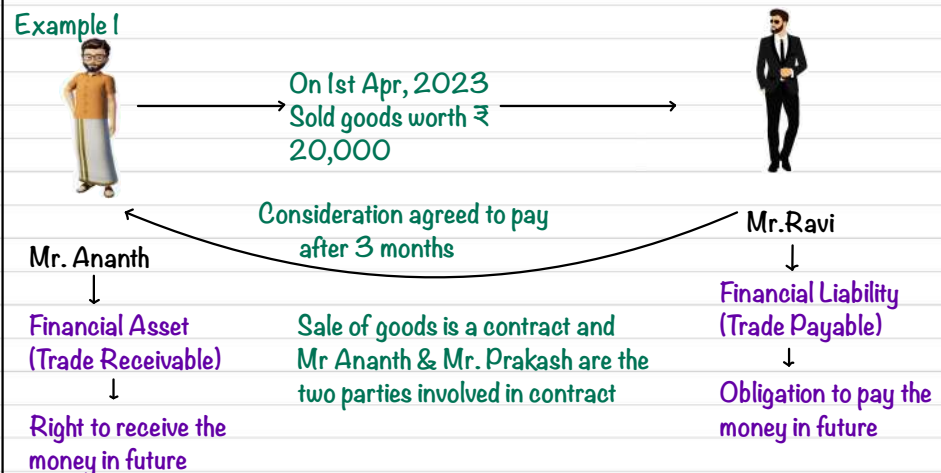 Example 1
On 1st Apr, 2023
Sold goods worth ₹
20,000
Consideration agreed to pay
after 3 months
Mr. Ananth
↓
Financial Asset
(Trade Receivable)
↓
Right to receive the
money in future
Sale of goods is a contract and
Mr Ananth & Mr. Prakash are the
two parties involved in contract
Mr.Ravi
↓
Financial Liability
(Trade Payable)
↓
Obligation to pay the
money in future